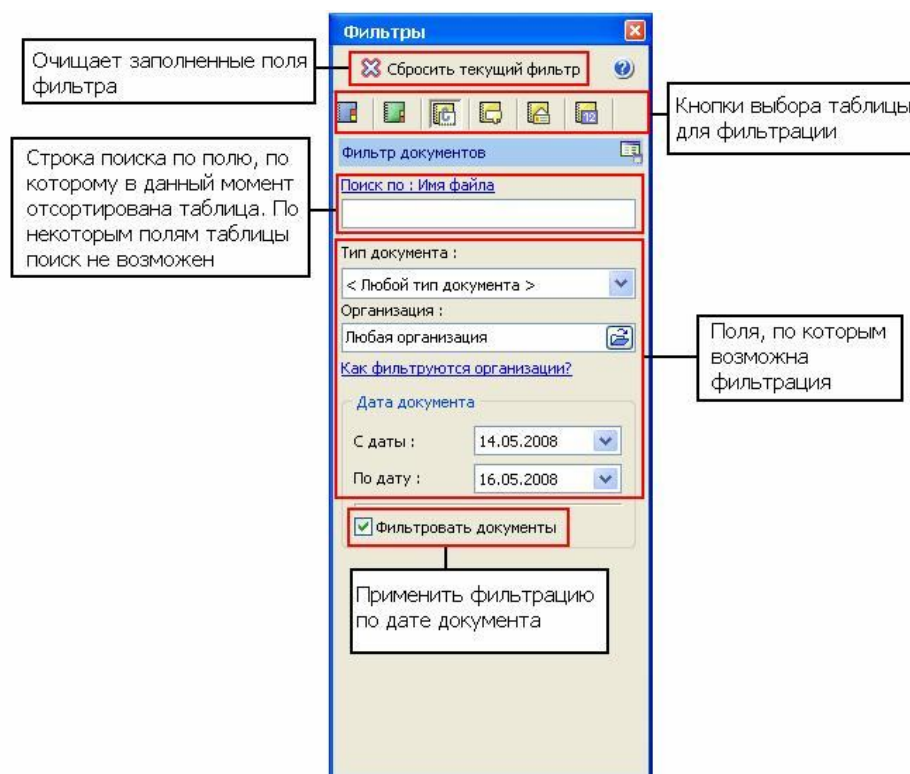 Фильтры
Очищает заполненные поля
фильтра
Сбросить текущий фильтр
Кнопки выбора таблицы
для фильтрации
12
Фильтр документов
Строка поиска по полю, по
которому в данный момент
отсортирована таблица. По
некоторым полям таблицы
поиск не возможен
Поиск по : Имя файла
Тип документа :
< Любой тип документа >
Организация :
Любая организация
Как фильтруются организации?
Поля, по которым
возможна
фильтрация
Дата документа
С даты : 14.05.2008
По дату : 16.05.2008
Фильтровать документы
Применить фильтрацию
по дате документа